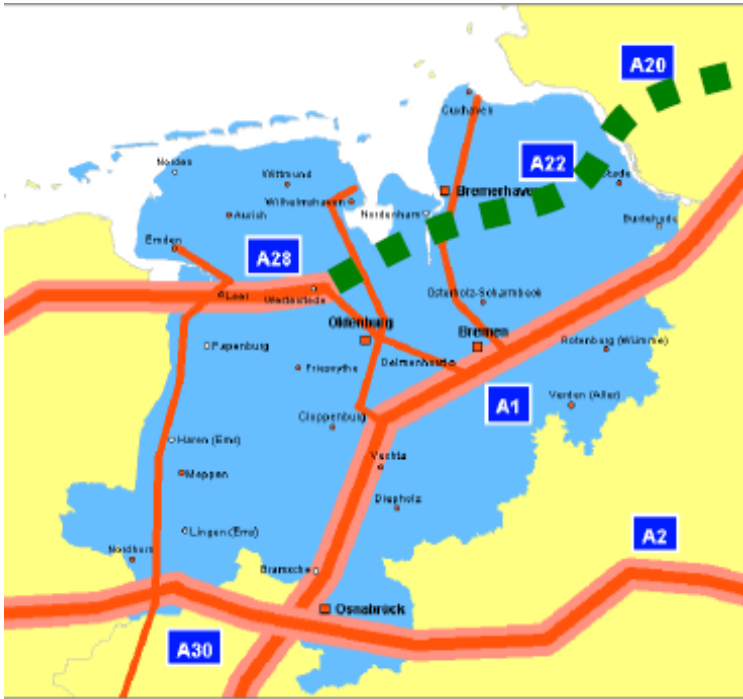 A20
Cuxhaven
Norden
A22
Stade
Wittmund
Bremerhaven
Wilhelmshaven
Aurich
Nordenham
Buxtehude
Emden
A28
Leer
Westerstede
Osterholz-Scharmbeck
Oldenburg
Bremen
Papenburg
Rotenburg (Wümme)
Delmenhorst
Friesoythe
Verden (Aller)
A1
Cloppenburg
Haren (Ems)
Vechta
Meppen
Diepholz
Lingen (Ems)
A2
Nordhorn
Bramsche
Osnabrück
A30